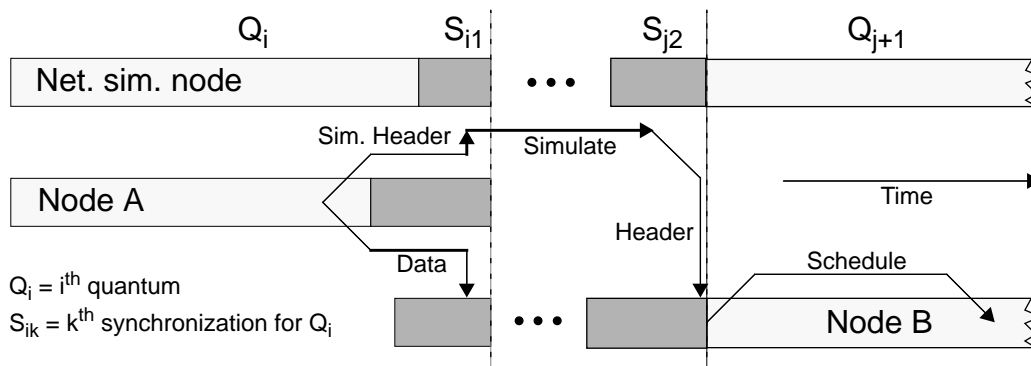 Q_i S_i1 S_j2 Q_j+1
Net. sim. node
Sim. Header
Simulate
Node A
Time
Header
Data
Schedule
Q_i = i^th quantum
S_ik = k^th synchronization for Q_i
Node B